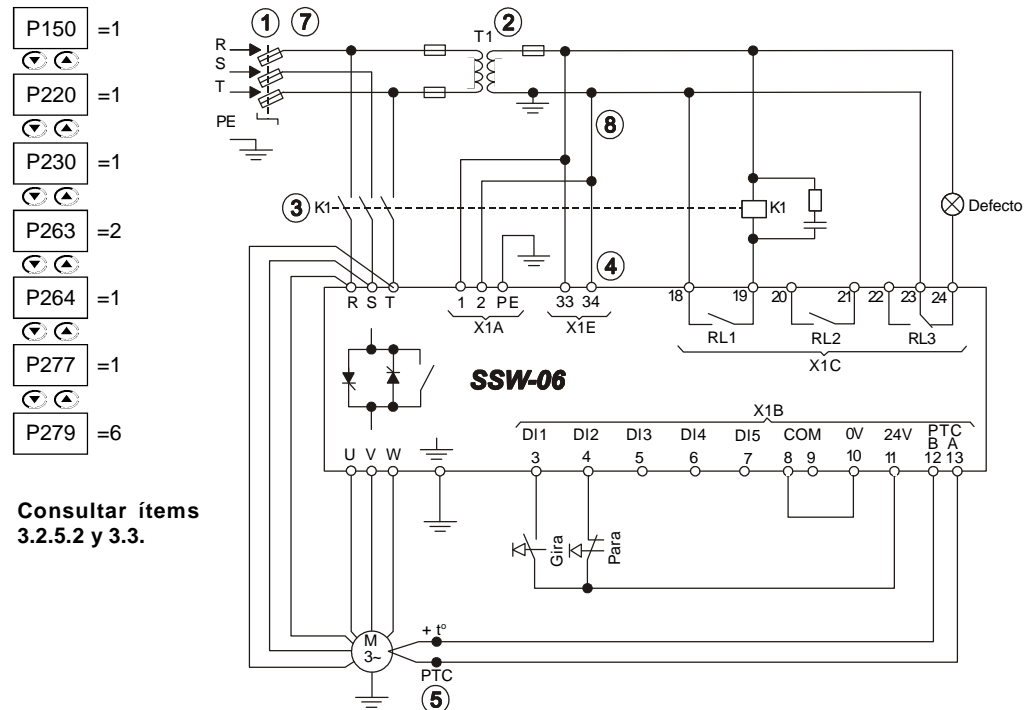 P150 =1
P220 =1
P230 =1
P263 =2
P264 =1
P277 =1
P279 =6
Consultar ítems
3.2.5.2 y 3.3.
1 7 2
T1
R
S
T
PE
8
3 K1 K1
Defecto
4
R S T 1 2 PE 33 34 18 19 20 21 22 23 24
X1A X1E RL1 RL2 RL3
X1C
SSW-06
X1B
DI1 DI2 DI3 DI4 DI5 COM 0V 24V PTC
B A
U V W 3 4 5 6 7 8 9 10 11 12 13
Gira
Para
M
3~
+ tº
PTC
5